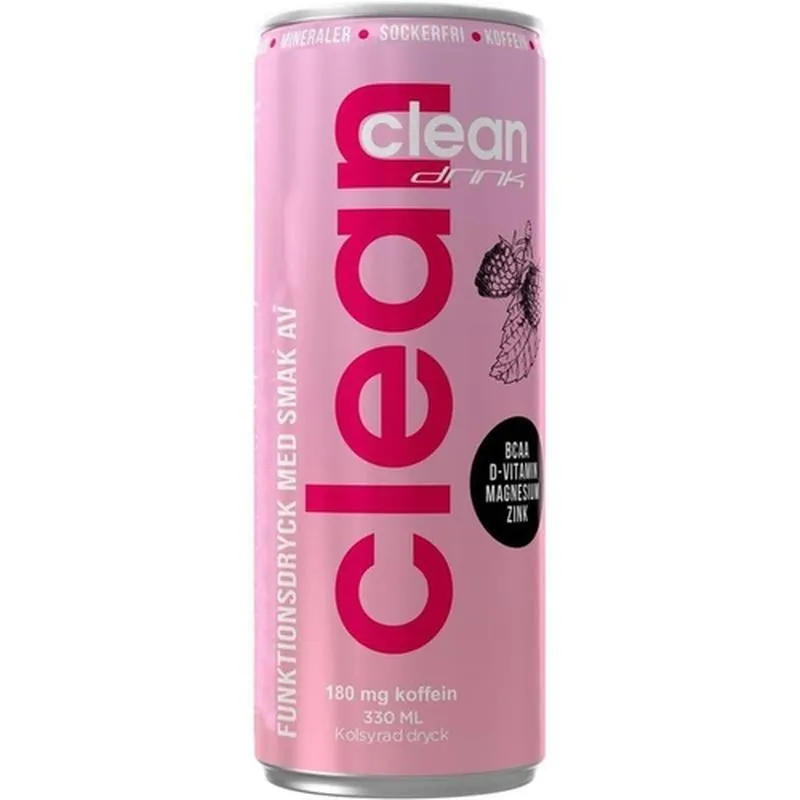 • MINERALER • SOCKERFRI • KOFFEIN •
clean
drink
clean
FUNKTIONSDRYCK MED SMAK AV
BCAA
D-VITAMIN
MAGNESIUM
ZINK
180 mg koffein
330 ML
Kolsyrad dryck